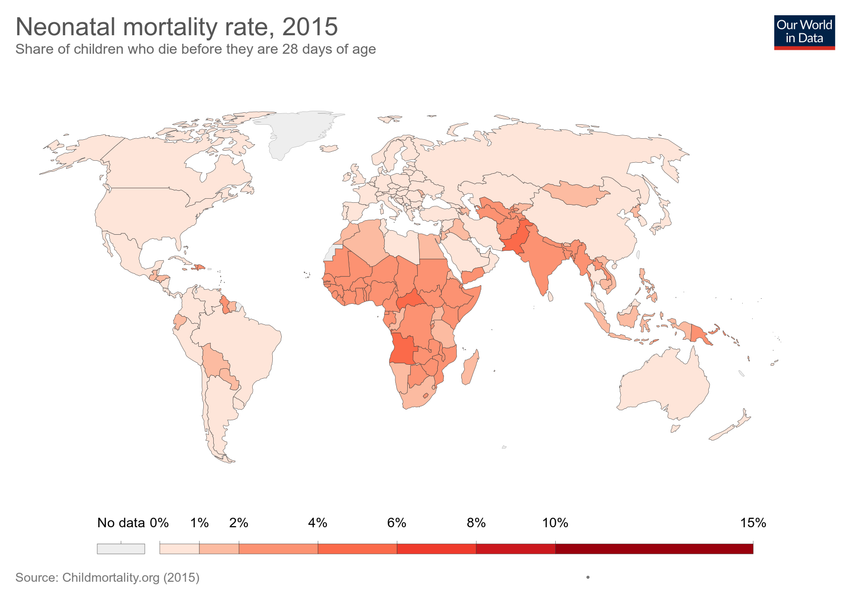 Neonatal mortality rate, 2015
Share of children who die before they are 28 days of age
Our World
in Data
No data 0% 1% 2% 4% 6% 8% 10% 15%
Source: Childmortality.org (2015)